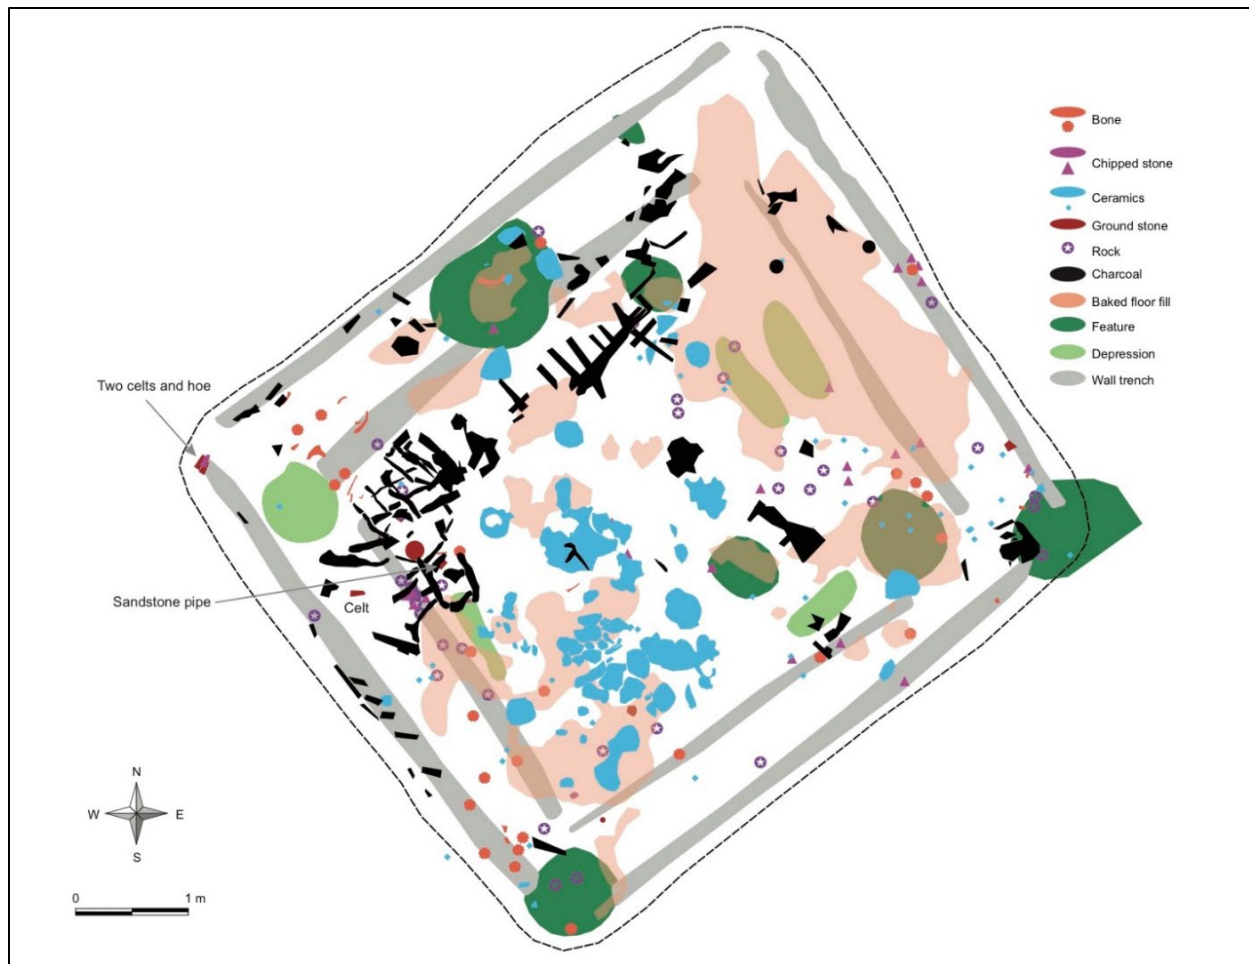 Bone
Chipped stone
Ceramics
Ground stone
Rock
Charcoal
Baked floor fill
Feature
Depression
Wall trench
Two celts and hoe
Sandstone pipe
Celt
N
W E
S
0 1 m